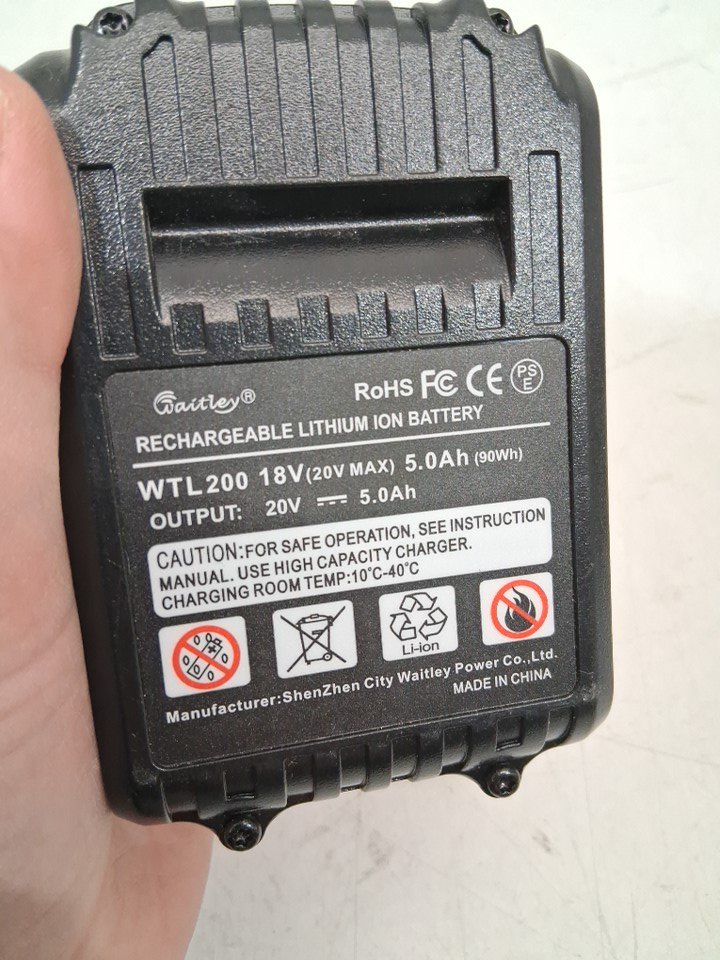 Waitley® RoHS FC CE PS E
RECHARGEABLE LITHIUM ION BATTERY
WTL200 18V(20V MAX) 5.0Ah (90Wh)
OUTPUT: 20V ⎓ 5.0Ah
CAUTION:FOR SAFE OPERATION, SEE INSTRUCTION
MANUAL. USE HIGH CAPACITY CHARGER.
CHARGING ROOM TEMP:10°C-40°C
Li-ion
Manufacturer:ShenZhen City Waitley Power Co.,Ltd.
MADE IN CHINA